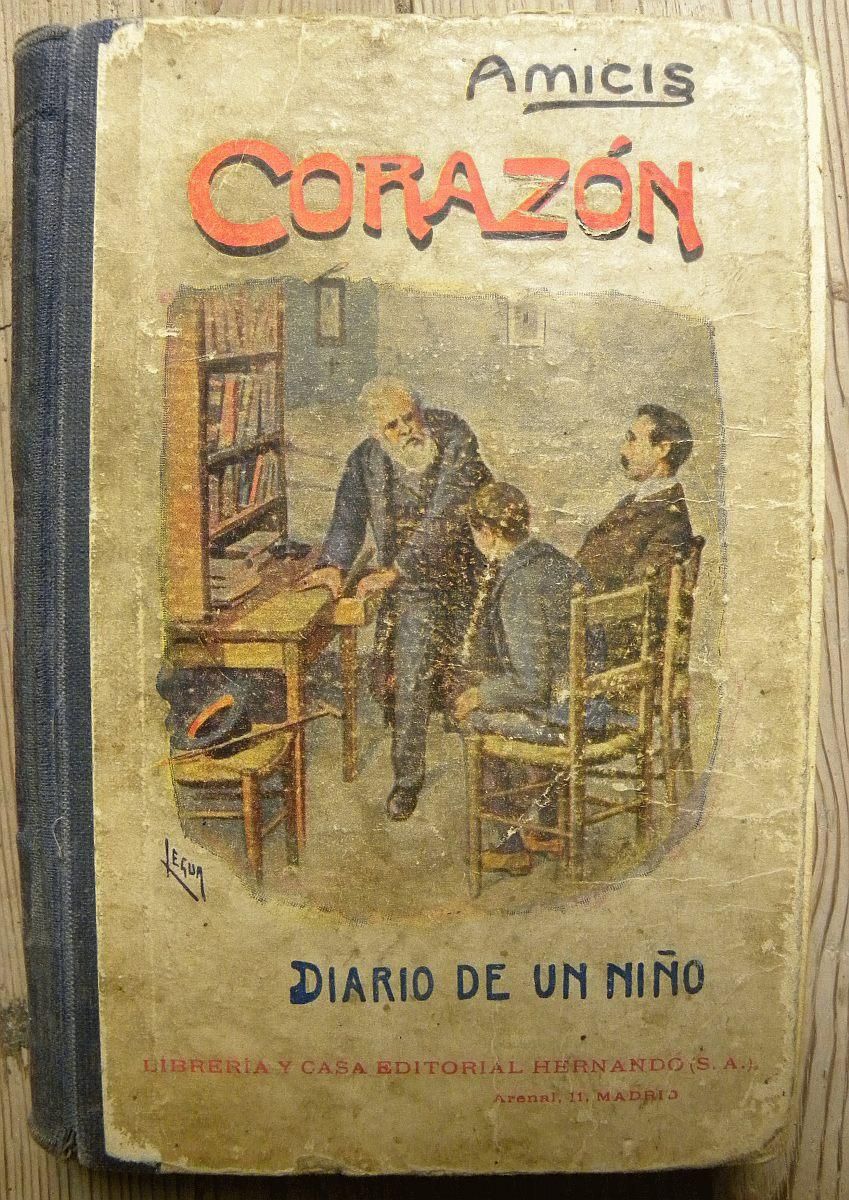 AMICIS
CORAZÓN
LEGUA
DIARIO DE UN NIÑO
LIBRERÍA Y CASA EDITORIAL HERNANDO (S. A.).
Arenal, 11, MADRID